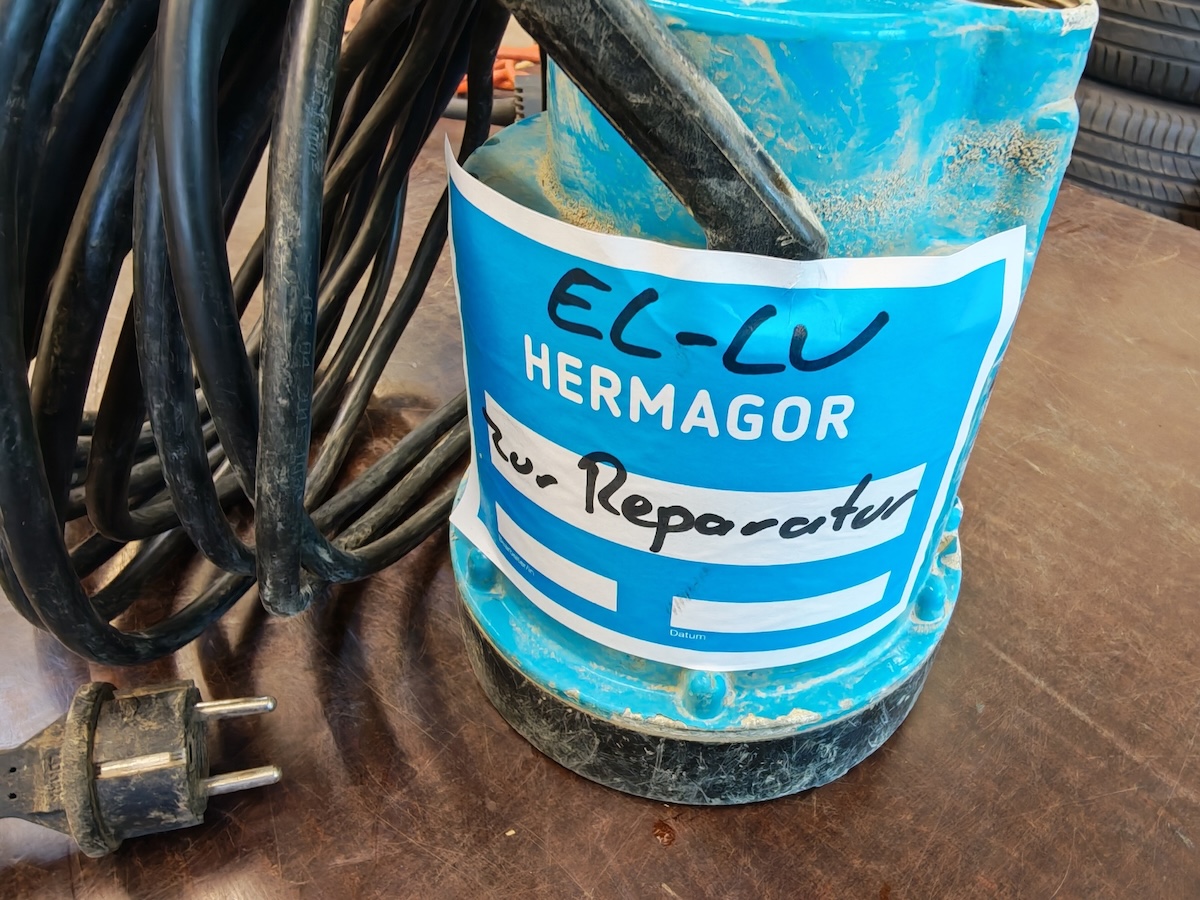 EL-LU
HERMAGOR
Zur Reparatur
Datum